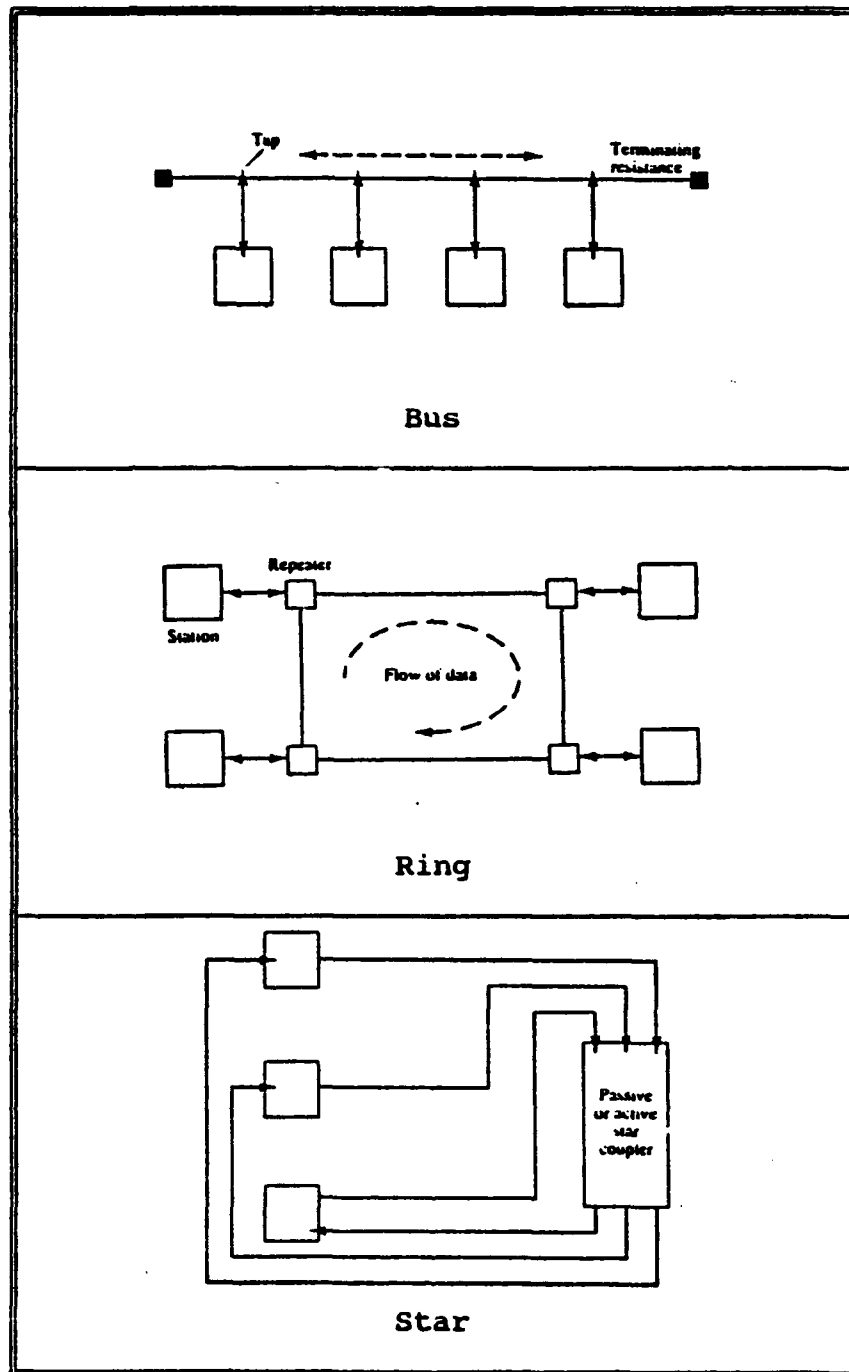 Tap
Terminating
resistance
Bus
Repeater
Station
Flow of data
Ring
Passive
or active
star
coupler
Star